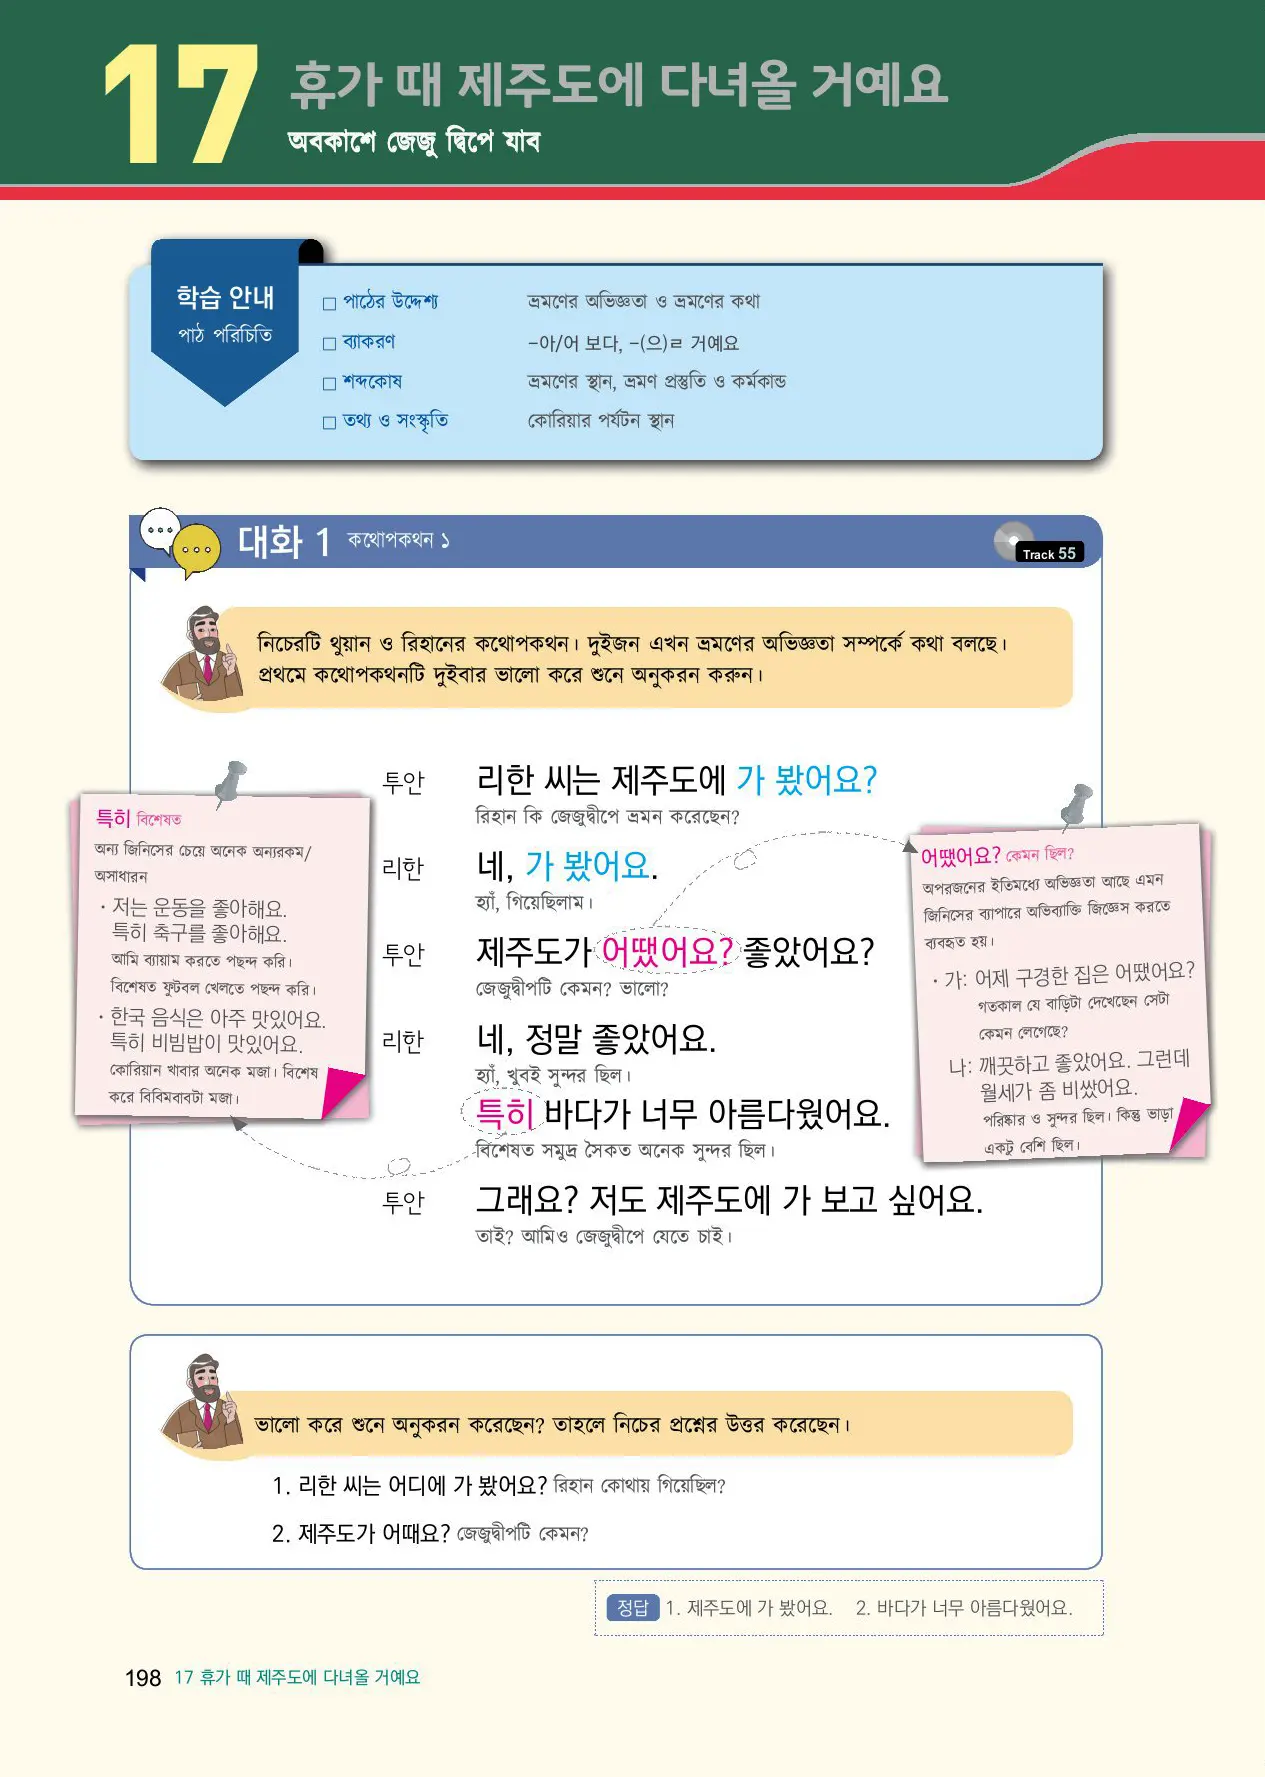 17
휴가 때 제주도에 다녀올 거예요
অবকাশে জেজু দ্বিপে যাব
학습 안내
পাঠ পরিচিতি
□ পাঠের উদ্দেশ্য ভ্রমণের অভিজ্ঞতা ও ভ্রমণের কথা
□ ব্যাকরণ –아/어 보다, –(으)ㄹ 거예요
□ শব্দকোষ ভ্রমণের স্থান, ভ্রমণ প্রস্তুতি ও কর্মকান্ড
□ তথ্য ও সংস্কৃতি কোরিয়ার পর্যটন স্থান
대화 1 কথোপকথন ১
Track 55
নিচেরটি থুয়ান ও রিহানের কথোপকথন। দুইজন এখন ভ্রমণের অভিজ্ঞতা সম্পর্কে কথা বলছে।
প্রথমে কথোপকথনটি দুইবার ভালো করে শুনে অনুকরন করুন।
투안 리한 씨는 제주도에 가 봤어요?
রিহান কি জেজুদ্বীপে ভ্রমন করেছেন?
리한 네, 가 봤어요.
হ্যাঁ, গিয়েছিলাম।
투안 제주도가 어땠어요? 좋았어요?
জেজুদ্বীপটি কেমন? ভালো?
리한 네, 정말 좋았어요.
হ্যাঁ, খুবই সুন্দর ছিল।
특히 바다가 너무 아름다웠어요.
বিশেষত সমুদ্র সৈকত অনেক সুন্দর ছিল।
투안 그래요? 저도 제주도에 가 보고 싶어요.
তাই? আমিও জেজুদ্বীপে যেতে চাই।
특히 বিশেষত
অন্য জিনিসের চেয়ে অনেক অন্যরকম/
অসাধারন
· 저는 운동을 좋아해요.
특히 축구를 좋아해요.
আমি ব্যায়াম করতে পছন্দ করি।
বিশেষত ফুটবল খেলতে পছন্দ করি।
· 한국 음식은 아주 맛있어요.
특히 비빔밥이 맛있어요.
কোরিয়ান খাবার অনেক মজা। বিশেষ
করে বিবিমবাবটা মজা।
어땠어요? কেমন ছিল?
অপরজনের ইতিমধ্যে অভিজ্ঞতা আছে এমন
জিনিসের ব্যাপারে অভিব্যাক্তি জিজ্ঞেস করতে
ব্যবহৃত হয়।
· 가: 어제 구경한 집은 어땠어요?
গতকাল যে বাড়িটা দেখেছেন সেটা
কেমন লেগেছে?
나: 깨끗하고 좋았어요. 그런데
월세가 좀 비쌌어요.
পরিষ্কার ও সুন্দর ছিল। কিন্তু ভাড়া
একটু বেশি ছিল।
ভালো করে শুনে অনুকরন করেছেন? তাহলে নিচের প্রশ্নের উত্তর করেছেন।
1. 리한 씨는 어디에 가 봤어요? রিহান কোথায় গিয়েছিল?
2. 제주도가 어때요? জেজুদ্বীপটি কেমন?
정답 1. 제주도에 가 봤어요. 2. 바다가 너무 아름다웠어요.
198 17 휴가 때 제주도에 다녀올 거예요